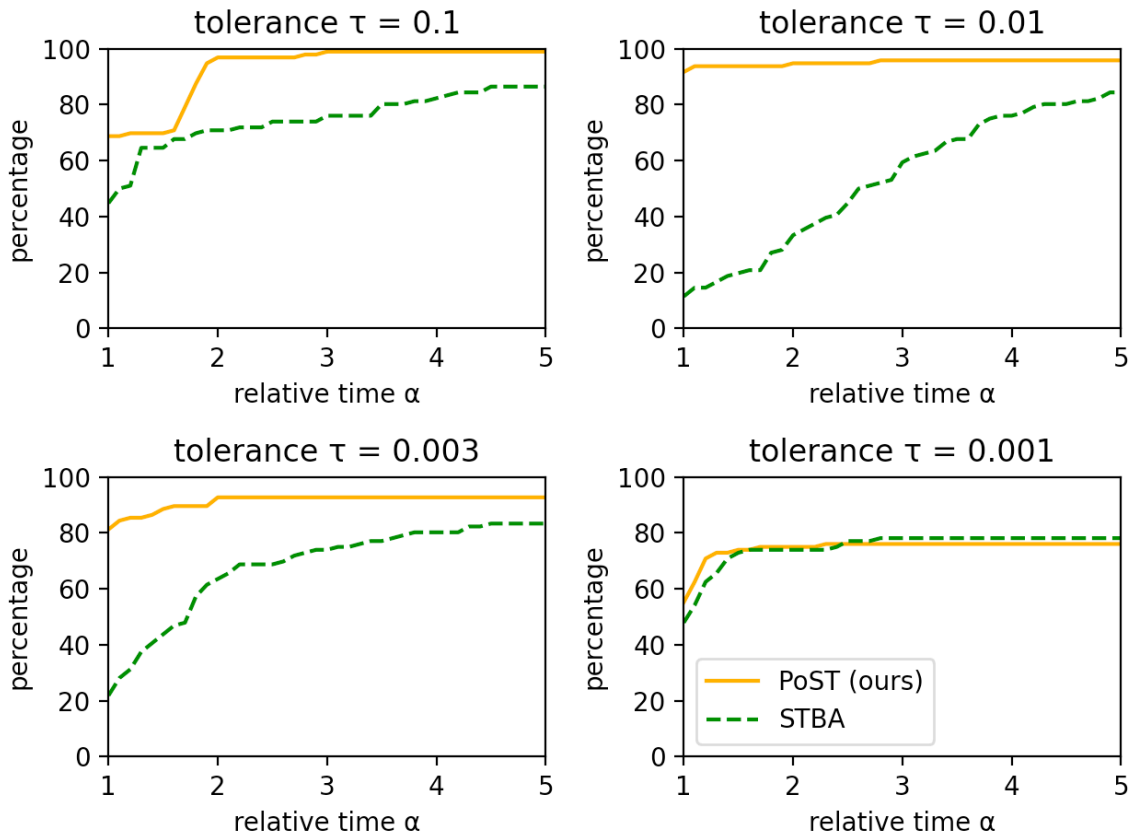 tolerance τ = 0.1
100
80
60
40
20
0
percentage
1 2 3 4 5
relative time α
tolerance τ = 0.01
100
80
60
40
20
0
percentage
1 2 3 4 5
relative time α
tolerance τ = 0.003
100
80
60
40
20
0
percentage
1 2 3 4 5
relative time α
tolerance τ = 0.001
100
80
60
40
20
0
percentage
PoST (ours)
STBA
1 2 3 4 5
relative time α